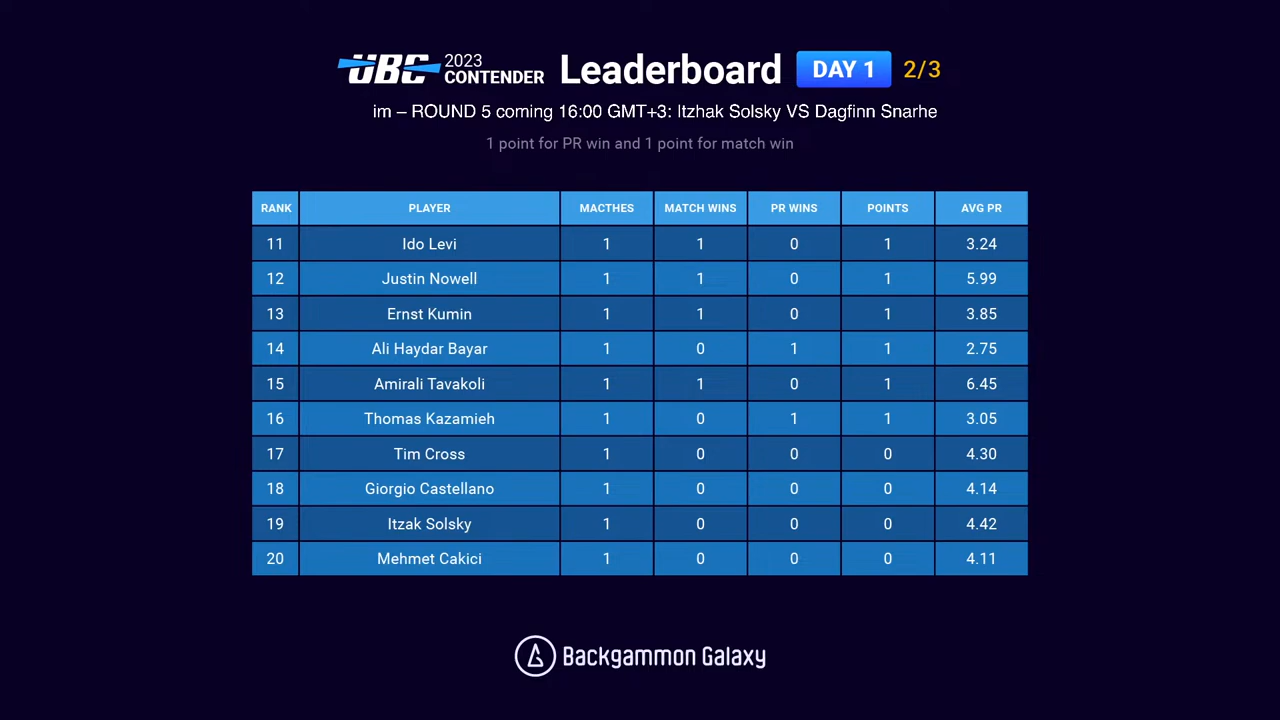 UBC 2023 CONTENDER Leaderboard DAY 1 2/3
im – ROUND 5 coming 16:00 GMT+3: Itzhak Solsky VS Dagfinn Snarhe
1 point for PR win and 1 point for match win
RANK PLAYER MACTHES MATCH WINS PR WINS POINTS AVG PR
11 Ido Levi 1 1 0 1 3.24
12 Justin Nowell 1 1 0 1 5.99
13 Ernst Kumin 1 1 0 1 3.85
14 Ali Haydar Bayar 1 0 1 1 2.75
15 Amirali Tavakoli 1 1 0 1 6.45
16 Thomas Kazamieh 1 0 1 1 3.05
17 Tim Cross 1 0 0 0 4.30
18 Giorgio Castellano 1 0 0 0 4.14
19 Itzak Solsky 1 0 0 0 4.42
20 Mehmet Cakici 1 0 0 0 4.11
Backgammon Galaxy